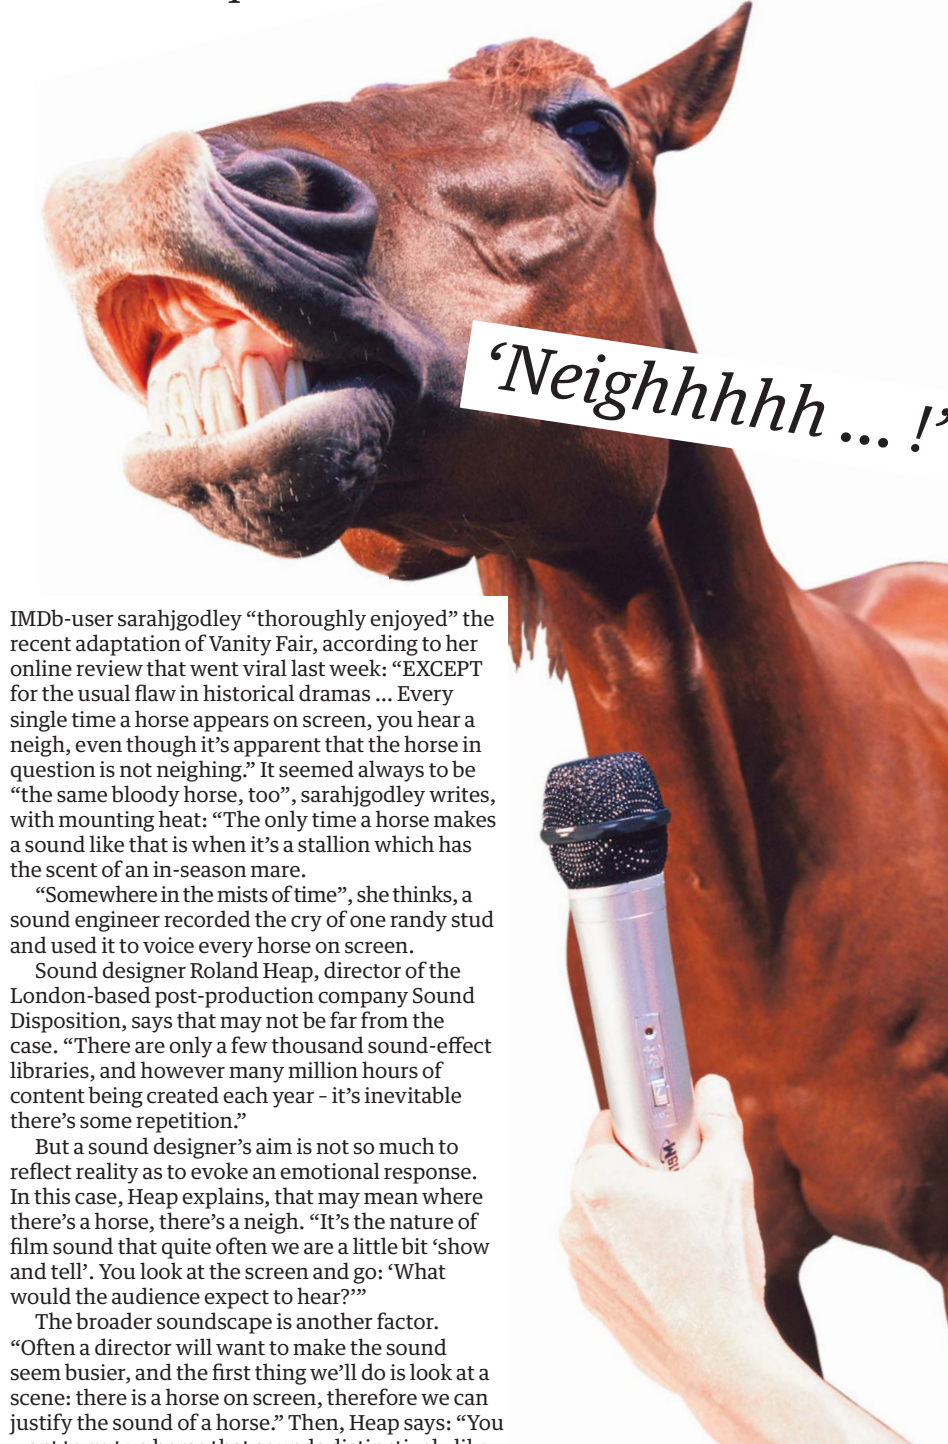 ‘Neighhhhh ... !’
IMDb-user sarahjgodley “thoroughly enjoyed” the
recent adaptation of Vanity Fair, according to her
online review that went viral last week: “EXCEPT
for the usual flaw in historical dramas ... Every
single time a horse appears on screen, you hear a
neigh, even though it’s apparent that the horse in
question is not neighing.” It seemed always to be
“the same bloody horse, too”, sarahjgodley writes,
with mounting heat: “The only time a horse makes
a sound like that is when it’s a stallion which has
the scent of an in-season mare.
“Somewhere in the mists of time”, she thinks, a
sound engineer recorded the cry of one randy stud
and used it to voice every horse on screen.
Sound designer Roland Heap, director of the
London-based post-production company Sound
Disposition, says that may not be far from the
case. “There are only a few thousand sound-effect
libraries, and however many million hours of
content being created each year – it’s inevitable
there’s some repetition.”
But a sound designer’s aim is not so much to
reflect reality as to evoke an emotional response.
In this case, Heap explains, that may mean where
there’s a horse, there’s a neigh. “It’s the nature of
film sound that quite often we are a little bit ‘show
and tell’. You look at the screen and go: ‘What
would the audience expect to hear?’”
The broader soundscape is another factor.
“Often a director will want to make the sound
seem busier, and the first thing we’ll do is look at a
scene: there is a horse on screen, therefore we can
justify the sound of a horse.” Then, Heap says: “You